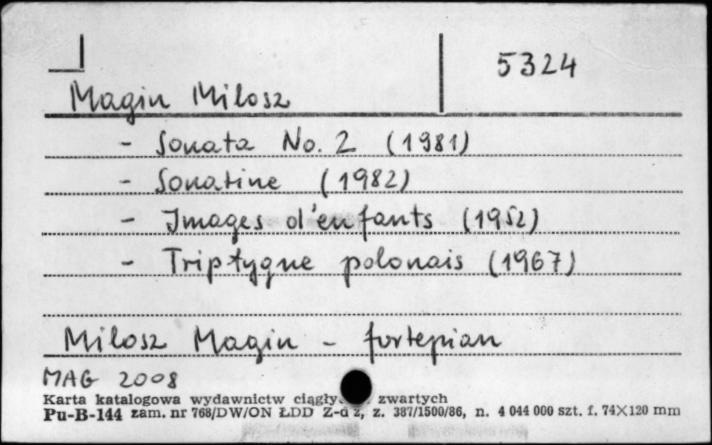 5324
Magin Milosz
- Sonata No. 2 (1981)
- Sonatine (1982)
- Images d'enfants (1952)
- Triptyque polonais (1967)
Milosz Magin - fortepian
MAG 2008
Karta katalogowa wydawnictw zwartych
Pu-B-144 zam. nr 768/DW/ON ŁDD z. 387/1500/86, n. 4 044 000 szt. f. 74×120 mm